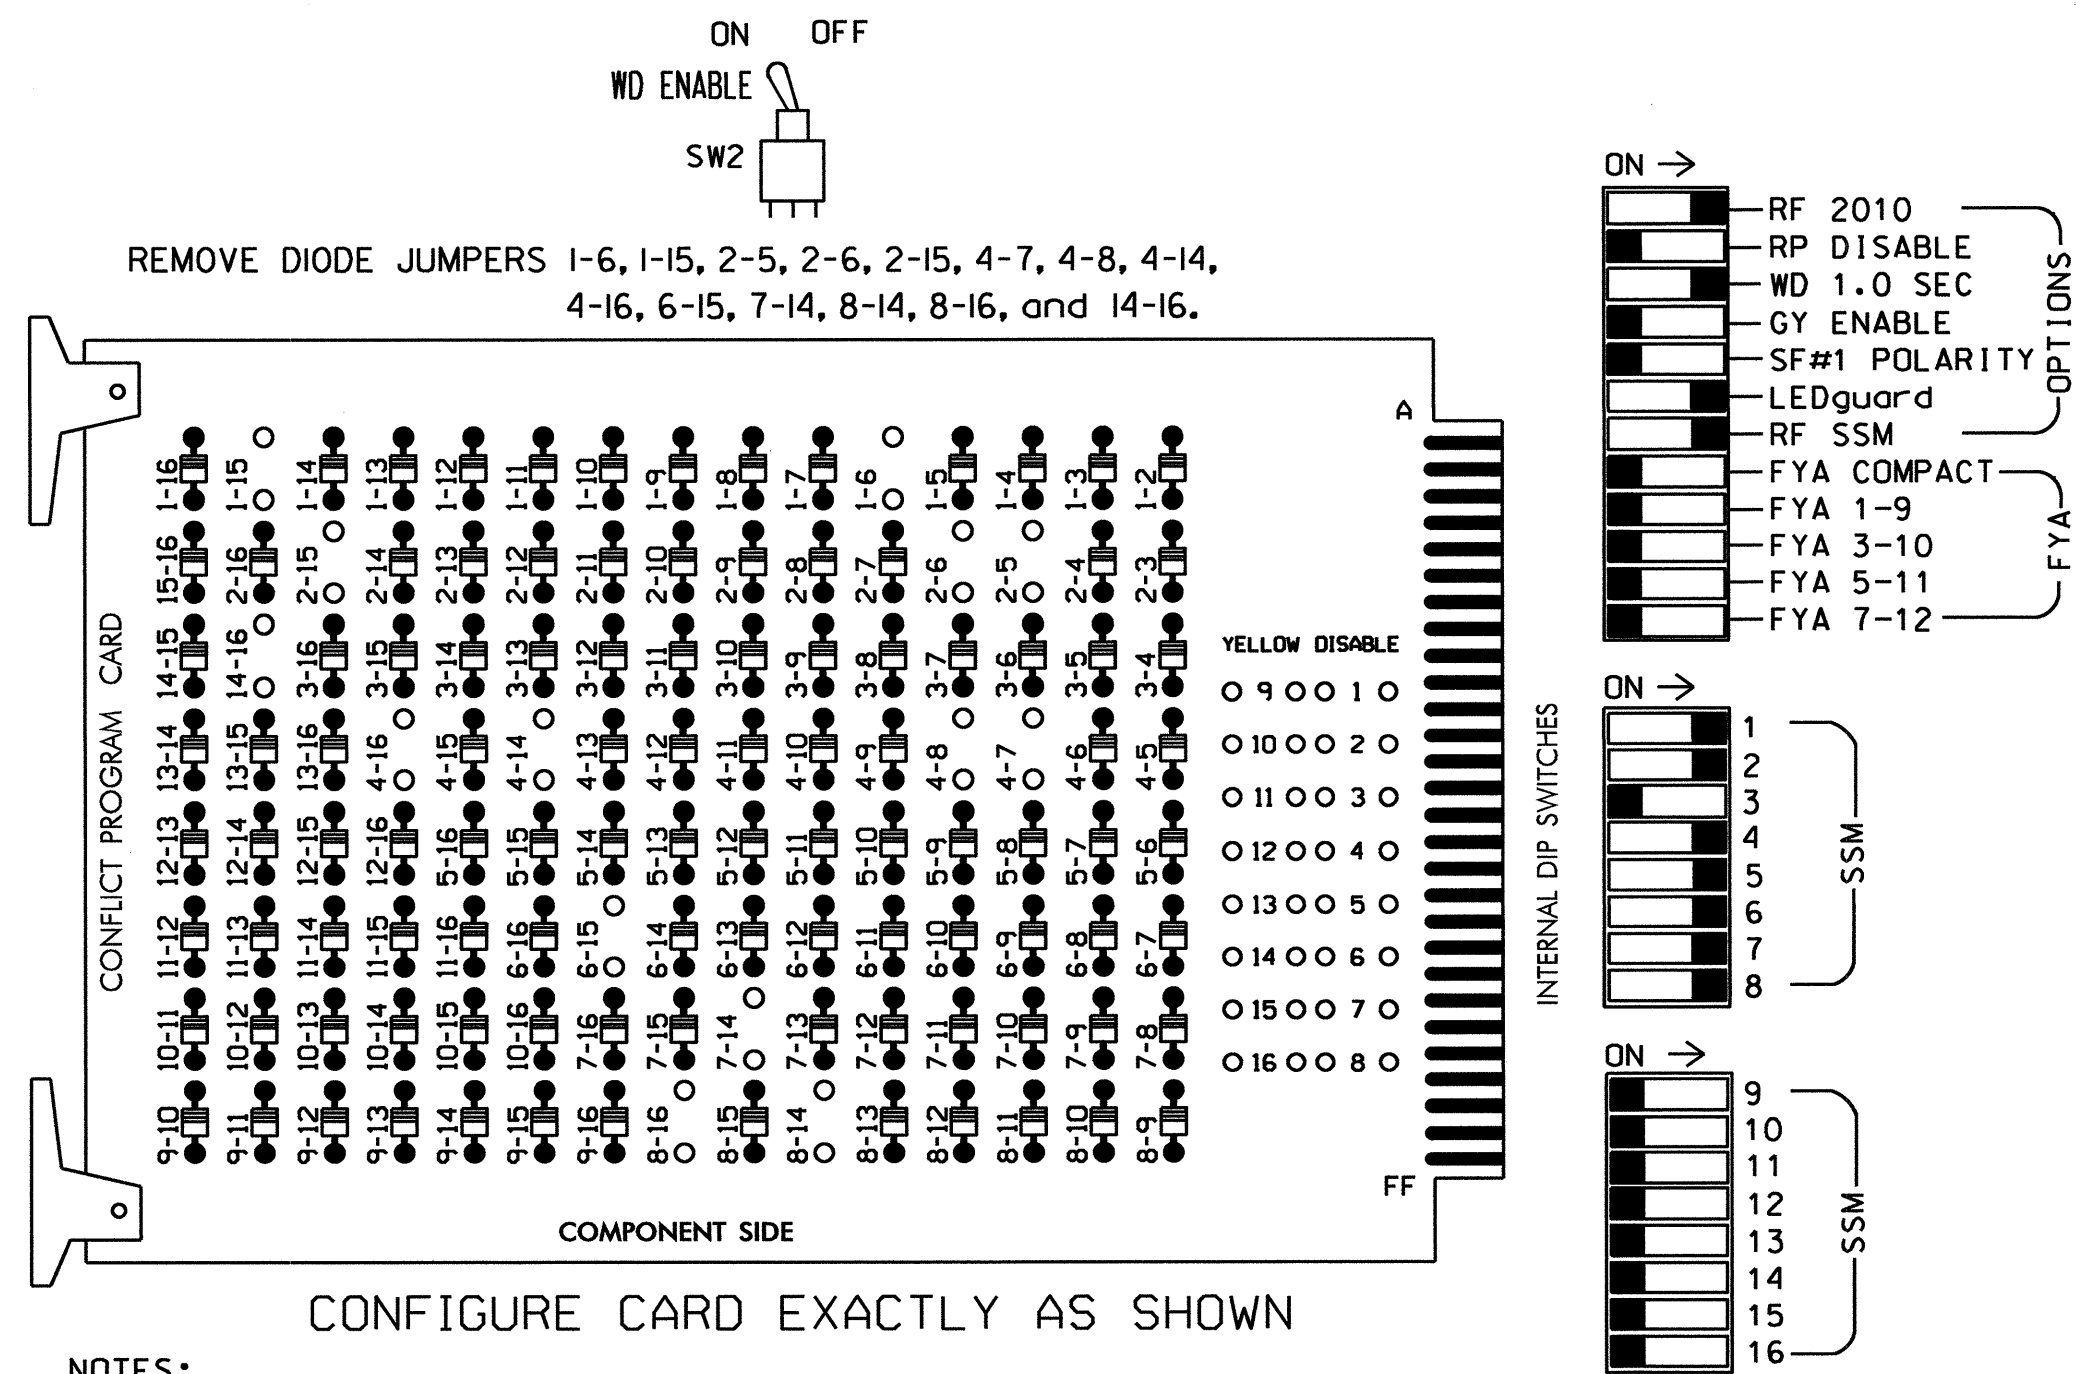 ON OFF
WD ENABLE
SW2
REMOVE DIODE JUMPERS 1-6, 1-15, 2-5, 2-6, 2-15, 4-7, 4-8, 4-14,
4-16, 6-15, 7-14, 8-14, 8-16, and 14-16.
A
1-16 1-15 1-14 1-13 1-12 1-11 1-10 1-9 1-8 1-7 1-6 1-5 1-4 1-3 1-2
15-16 2-16 2-15 2-14 2-13 2-12 2-11 2-10 2-9 2-8 2-7 2-6 2-5 2-4 2-3
14-15 14-16 3-16 3-15 3-14 3-13 3-12 3-11 3-10 3-9 3-8 3-7 3-6 3-5 3-4
13-14 13-15 13-16 4-16 4-15 4-14 4-13 4-12 4-11 4-10 4-9 4-8 4-7 4-6 4-5
12-13 12-14 12-15 12-16 5-16 5-15 5-14 5-13 5-12 5-11 5-10 5-9 5-8 5-7 5-6
11-12 11-13 11-14 11-15 11-16 6-16 6-15 6-14 6-13 6-12 6-11 6-10 6-9 6-8 6-7
10-11 10-12 10-13 10-14 10-15 10-16 7-16 7-15 7-14 7-13 7-12 7-11 7-10 7-9 7-8
9-10 9-11 9-12 9-13 9-14 9-15 9-16 8-16 8-15 8-14 8-13 8-12 8-11 8-10 8-9
CONFLICT PROGRAM CARD
YELLOW DISABLE
9 1
10 2
11 3
12 4
13 5
14 6
15 7
16 8
FF
COMPONENT SIDE
CONFIGURE CARD EXACTLY AS SHOWN
NOTES:
INTERNAL DIP SWITCHES
ON →
RF 2010
RP DISABLE
WD 1.0 SEC
GY ENABLE
SF#1 POLARITY
LEDguard
RF SSM
OPTIONS
FYA COMPACT
FYA 1-9
FYA 3-10
FYA 5-11
FYA 7-12
FYA
ON →
1
2
3
4
5
6
7
8
SSM
ON →
9
10
11
12
13
14
15
16
SSM